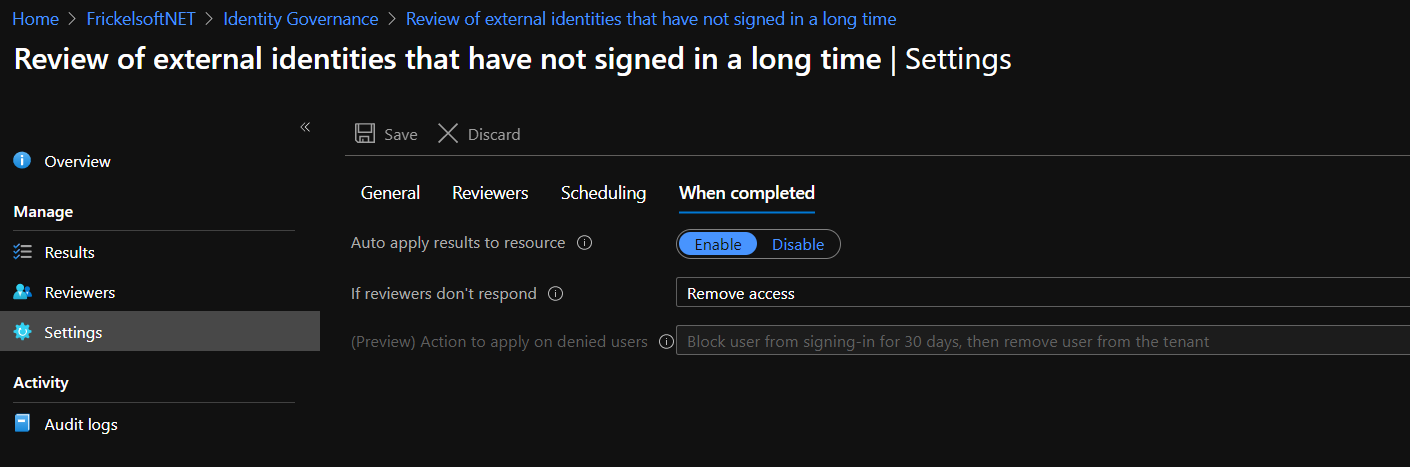 Home > FrickelsoftNET > Identity Governance > Review of external identities that have not signed in a long time
Review of external identities that have not signed in a long time | Settings
«
Save Discard
Overview
Manage
Results
Reviewers
Settings
Activity
Audit logs
General Reviewers Scheduling When completed
Auto apply results to resource Enable Disable
If reviewers don't respond Remove access
(Preview) Action to apply on denied users Block user from signing-in for 30 days, then remove user from the tenant